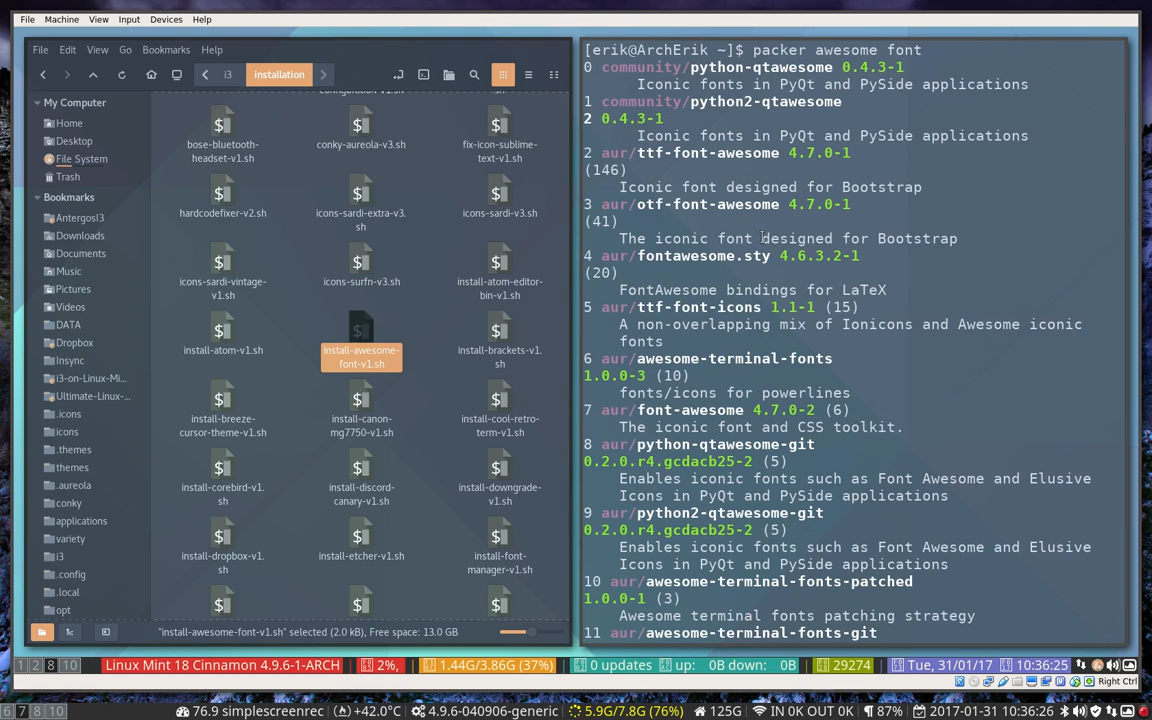 File Machine View Input Devices Help
File Edit View Go Bookmarks Help
i3 installation
My Computer
Home
Desktop
File System
Trash
Bookmarks
AntergosI3
Downloads
Documents
Music
Pictures
Videos
DATA
Dropbox
Insync
i3-on-Linux-Mi...
Ultimate-Linux-...
.icons
icons
.themes
themes
.aureola
conky
applications
variety
i3
.config
.local
opt
sh
bose-bluetooth-
headset-v1.sh
conky-aureola-v3.sh
fix-icon-sublime-
text-v1.sh
hardcodefixer-v2.sh
icons-sardi-extra-v3.
sh
icons-sardi-v3.sh
icons-sardi-vintage-
v1.sh
icons-surfn-v3.sh
install-atom-editor-
bin-v1.sh
install-atom-v1.sh
install-awesome-
font-v1.sh
install-brackets-v1.
sh
install-breeze-
cursor-theme-v1.sh
install-canon-
mg7750-v1.sh
install-cool-retro-
term-v1.sh
install-corebird-v1.
sh
install-discord-
canary-v1.sh
install-downgrade-
v1.sh
install-dropbox-v1.
sh
install-etcher-v1.sh
install-font-
manager-v1.sh
"install-awesome-font-v1.sh" selected (2.0 kB), Free space: 13.0 GB
[erik@ArchErik ~]$ packer awesome font
0 community/python-qtawesome 0.4.3-1
Iconic fonts in PyQt and PySide applications
1 community/python2-qtawesome
2 0.4.3-1
Iconic fonts in PyQt and PySide applications
2 aur/ttf-font-awesome 4.7.0-1
(146)
Iconic font designed for Bootstrap
3 aur/otf-font-awesome 4.7.0-1
(41)
The iconic font designed for Bootstrap
4 aur/fontawesome.sty 4.6.3.2-1
(20)
FontAwesome bindings for LaTeX
5 aur/ttf-font-icons 1.1-1 (15)
A non-overlapping mix of Ionicons and Awesome iconic
fonts
6 aur/awesome-terminal-fonts
1.0.0-3 (10)
fonts/icons for powerlines
7 aur/font-awesome 4.7.0-2 (6)
The iconic font and CSS toolkit.
8 aur/python-qtawesome-git
0.2.0.r4.gcdacb25-2 (5)
Enables iconic fonts such as Font Awesome and Elusive
Icons in PyQt and PySide applications
9 aur/python2-qtawesome-git
0.2.0.r4.gcdacb25-2 (5)
Enables iconic fonts such as Font Awesome and Elusive
Icons in PyQt and PySide applications
10 aur/awesome-terminal-fonts-patched
1.0.0-1 (3)
Awesome terminal fonts patching strategy
11 aur/awesome-terminal-fonts-git
1 2 8 10 Linux Mint 18 Cinnamon 4.9.6-1-ARCH 2%, 1.44G/3.86G (37%) 0 updates up: 0B down: 0B 29274 Tue, 31/01/17 10:36:25
Right Ctrl
6 7 8 10 76.9 simplescreenrec +42.0°C 4.9.6-040906-generic 5.9G/7.8G (76%) 125G IN 0K OUT 0K 87% 2017-01-31 10:36:26